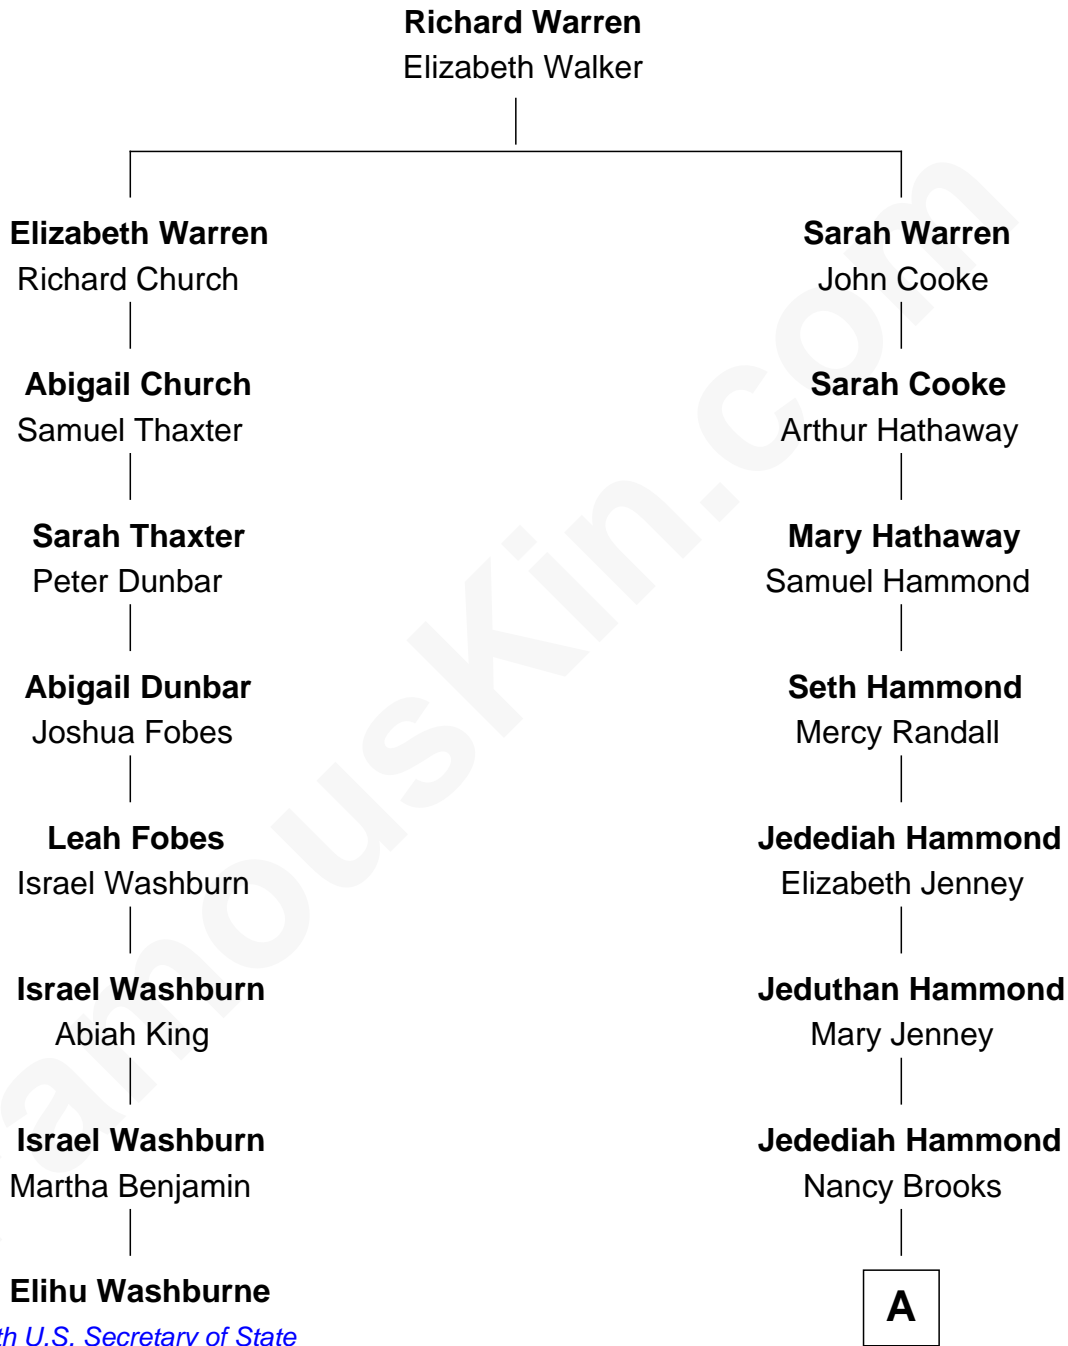 Richard Warren
Elizabeth Walker
Elizabeth Warren
Richard Church
Abigail Church
Samuel Thaxter
Sarah Thaxter
Peter Dunbar
Abigail Dunbar
Joshua Fobes
Leah Fobes
Israel Washburn
Israel Washburn
Abiah King
Israel Washburn
Martha Benjamin
Elihu Washburne
th U.S. Secretary of State
Sarah Warren
John Cooke
Sarah Cooke
Arthur Hathaway
Mary Hathaway
Samuel Hammond
Seth Hammond
Mercy Randall
Jedediah Hammond
Elizabeth Jenney
Jeduthan Hammond
Mary Jenney
Jedediah Hammond
Nancy Brooks
A
amouskin.com